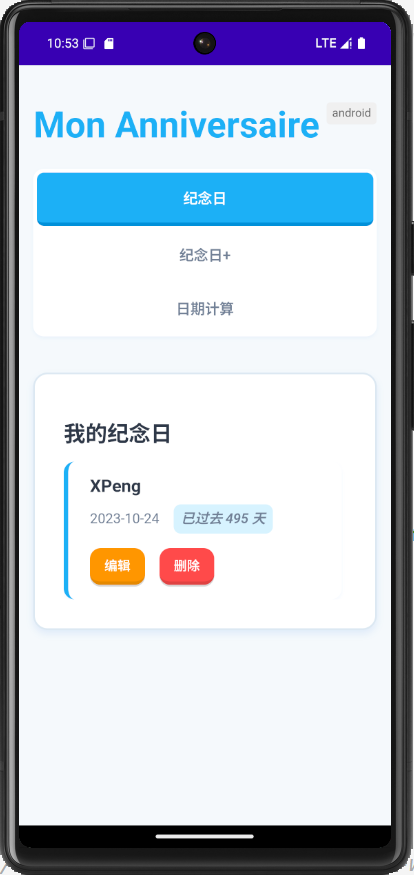 10:53
LTE
Mon Anniversaire
android
纪念日
纪念日+
日期计算
我的纪念日
XPeng
2023-10-24 已过去 495 天
编辑 删除